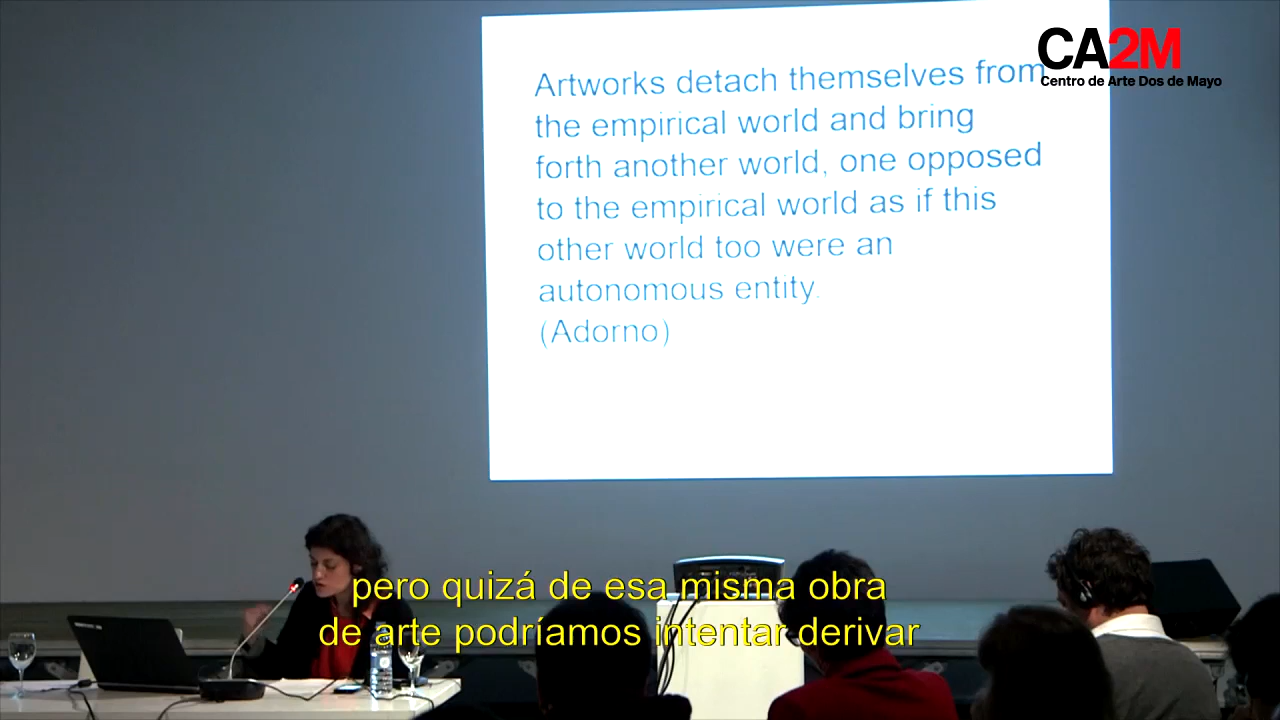 Artworks detach themselves from
the empirical world and bring
forth another world, one opposed
to the empirical world as if this
other world too were an
autonomous entity.
(Adorno)
CA2M
Centro de Arte Dos de Mayo
pero quizá de esa misma obra
de arte podríamos intentar derivar